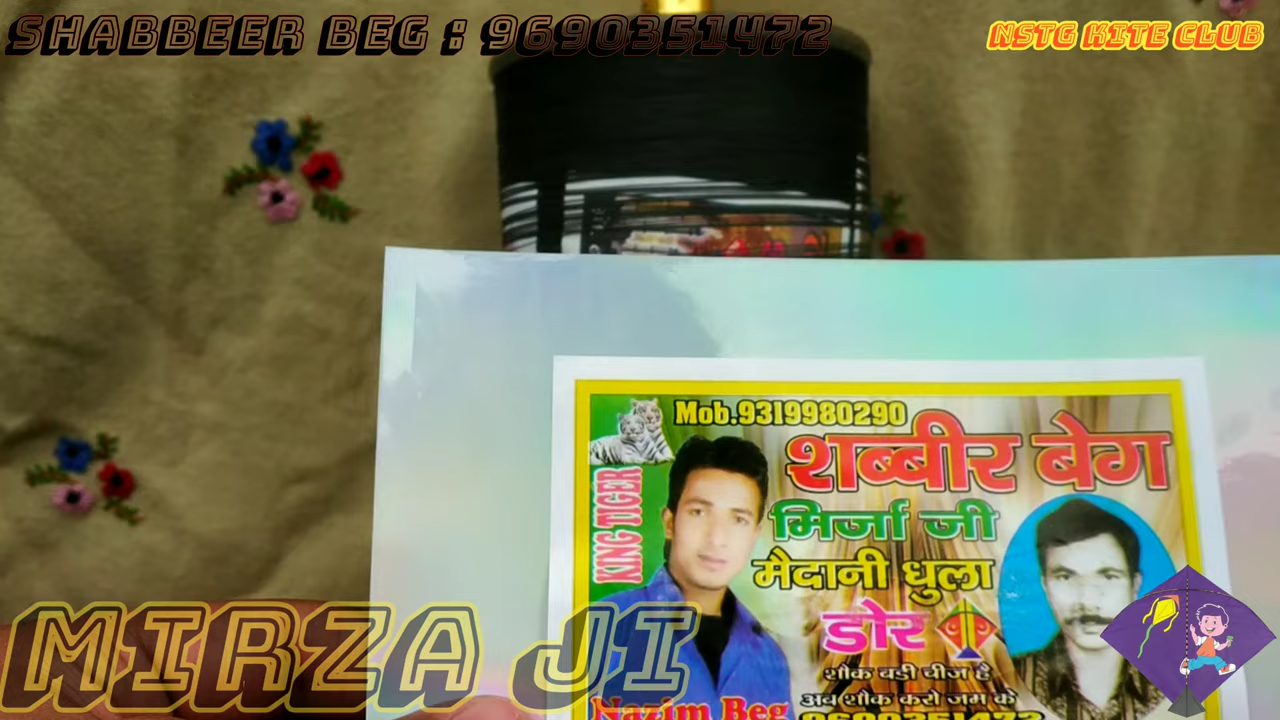 SHABBEER BEG : 9690351472
NSTG KITE CLUB
Mob.9319980290
शब्बीर बेग
KING TIGER
मिर्जा जी
मैदानी धुला
डोर
शौक बडी चीज है
अब शौक करो जम के
Nazim Beg
9690351472
MIRZA JI